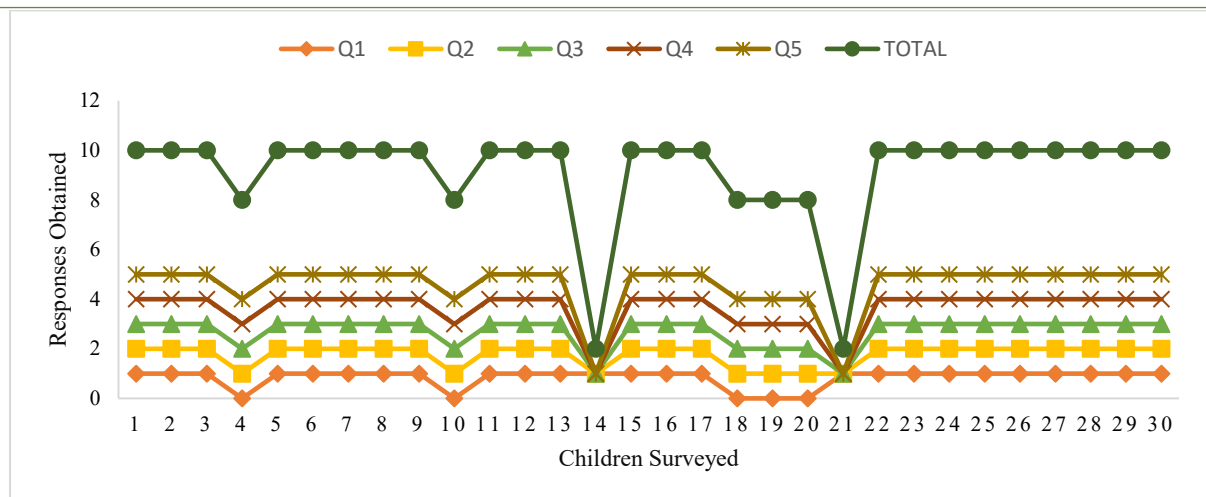 Q1 Q2 Q3 Q4 Q5 TOTAL
12
10
8
6
4
2
0
Responses Obtained
1 2 3 4 5 6 7 8 9 10 11 12 13 14 15 16 17 18 19 20 21 22 23 24 25 26 27 28 29 30
Children Surveyed